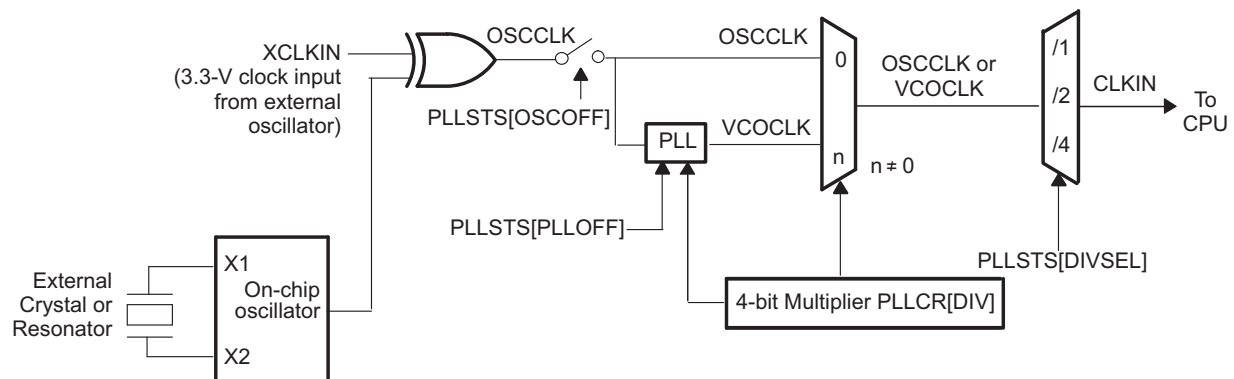 XCLKIN
(3.3-V clock input
from external
oscillator)
OSCCLK
PLLSTS[OSCOFF]
OSCCLK
0
OSCCLK or
VCOCLK
/1
/2
/4
CLKIN
To
CPU
PLL
VCOCLK
n
n ≠ 0
PLLSTS[PLLOFF]
PLLSTS[DIVSEL]
4-bit Multiplier PLLCR[DIV]
External
Crystal or
Resonator
X1
On-chip
oscillator
X2